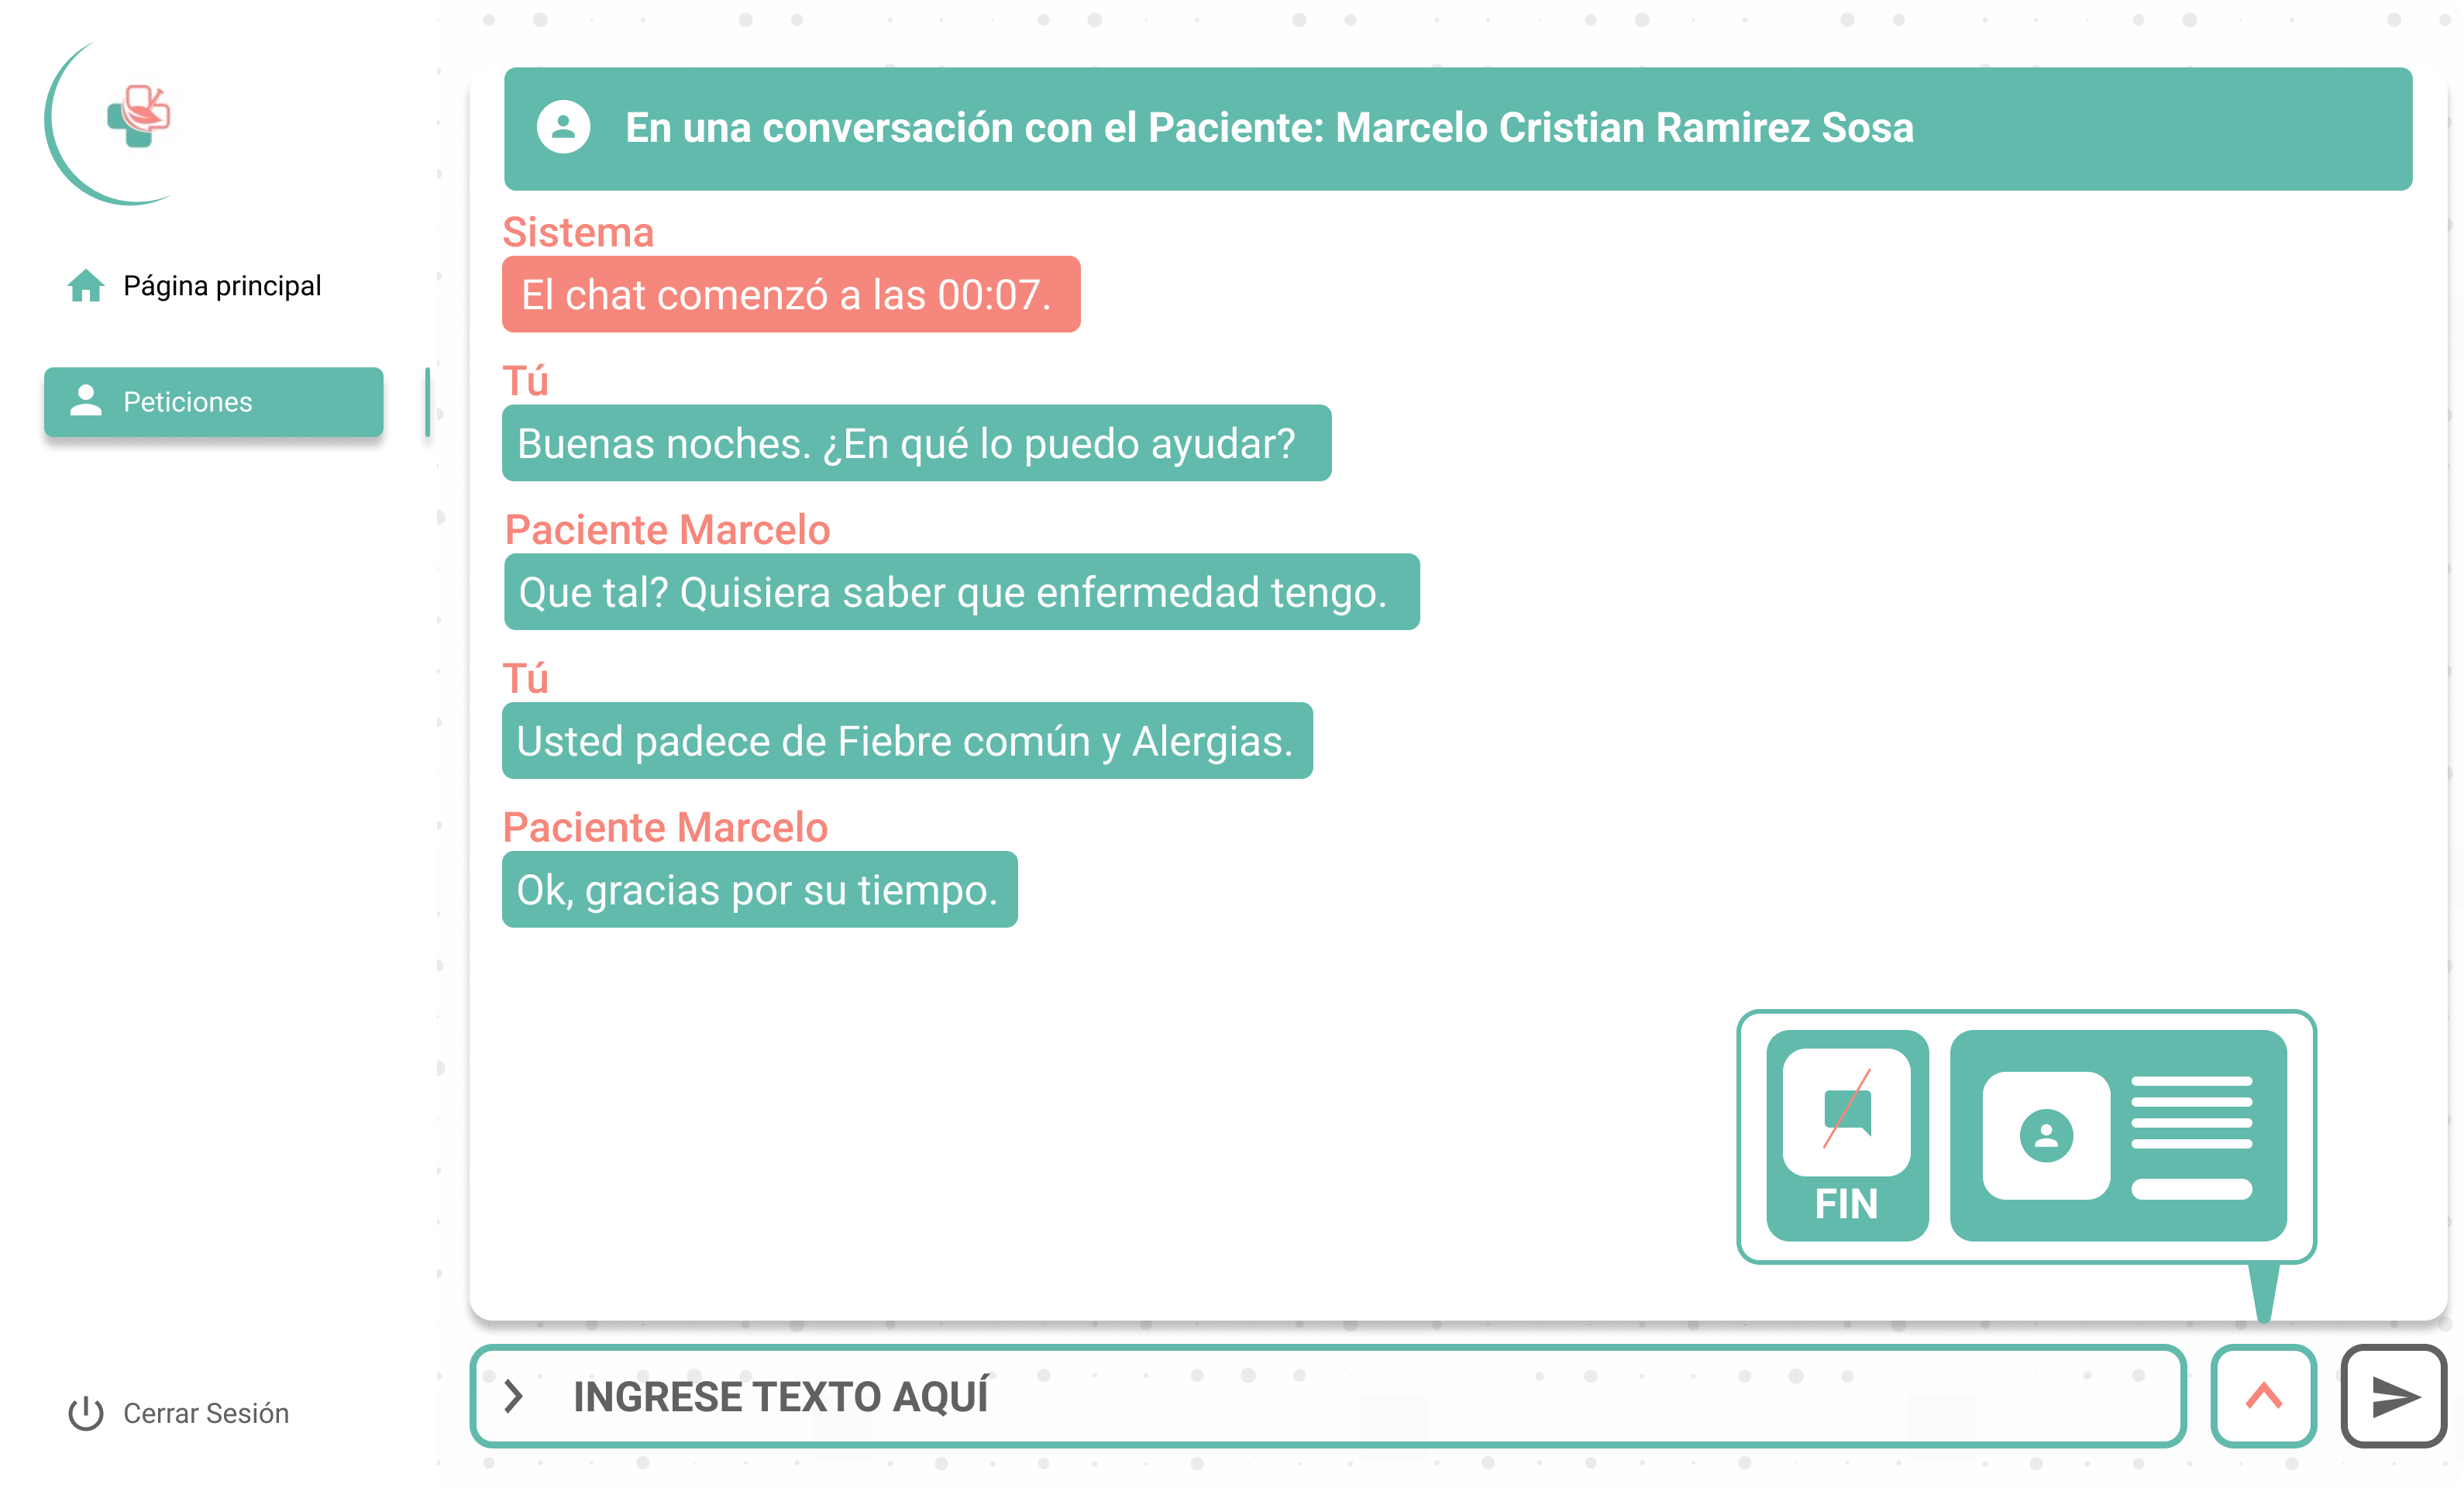 Página principal
Peticiones
Cerrar Sesión
En una conversación con el Paciente: Marcelo Cristian Ramirez Sosa
Sistema
El chat comenzó a las 00:07.
Tú
Buenas noches. ¿En qué lo puedo ayudar?
Paciente Marcelo
Que tal? Quisiera saber que enfermedad tengo.
Tú
Usted padece de Fiebre común y Alergias.
Paciente Marcelo
Ok, gracias por su tiempo.
FIN
INGRESE TEXTO AQUÍ